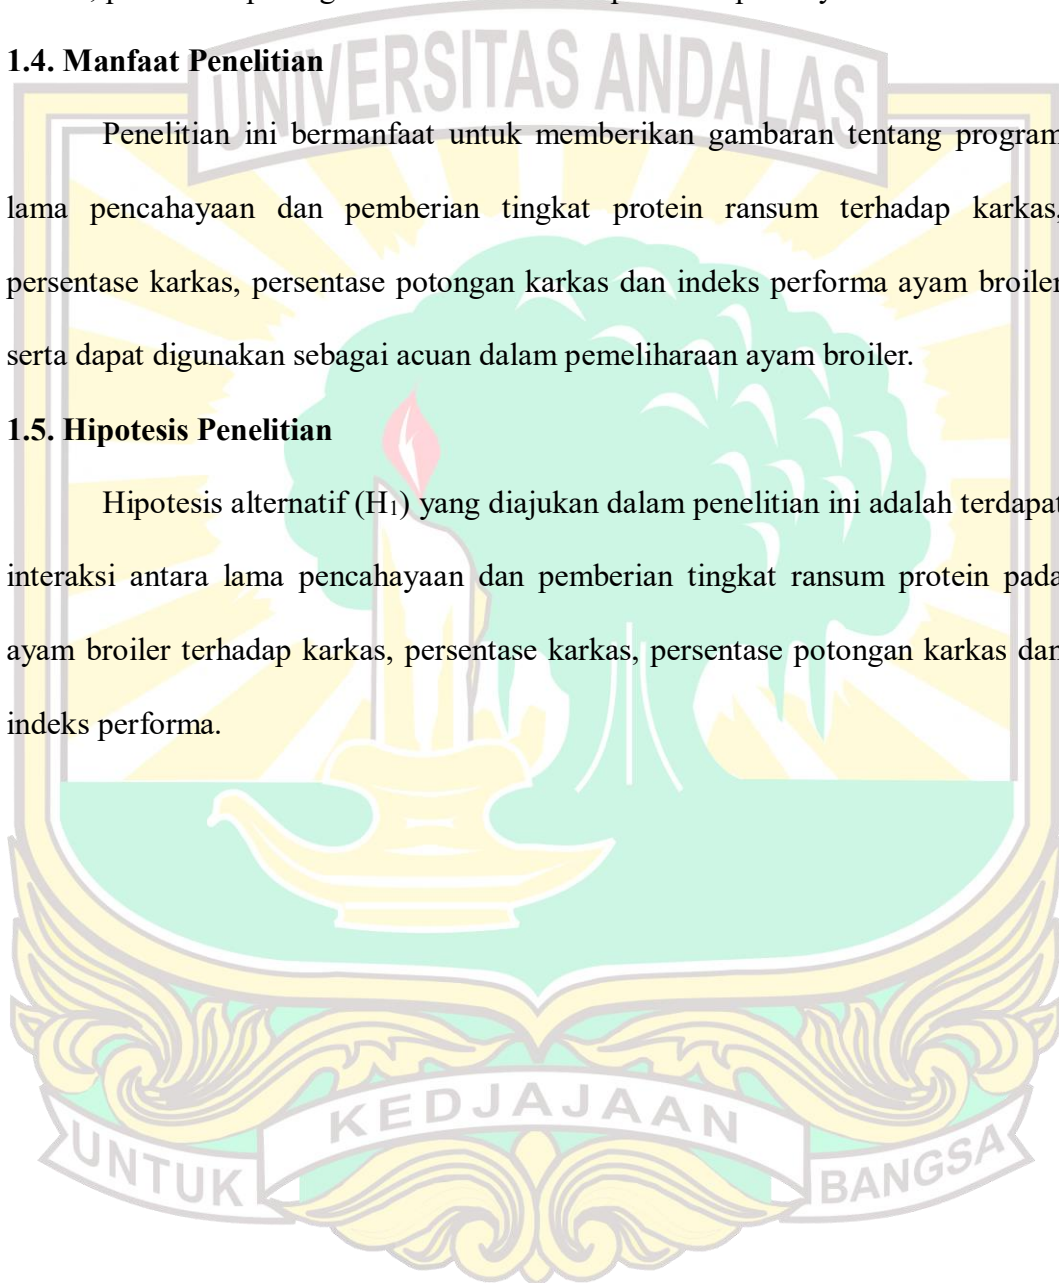 1.4. Manfaat Penelitian
UNIVERSITAS ANDALAS
Penelitian ini bermanfaat untuk memberikan gambaran tentang program
lama pencahayaan dan pemberian tingkat protein ransum terhadap karkas,
persentase karkas, persentase potongan karkas dan indeks performa ayam broiler
serta dapat digunakan sebagai acuan dalam pemeliharaan ayam broiler.
1.5. Hipotesis Penelitian
Hipotesis alternatif (H₁) yang diajukan dalam penelitian ini adalah terdapat
interaksi antara lama pencahayaan dan pemberian tingkat ransum protein pada
ayam broiler terhadap karkas, persentase karkas, persentase potongan karkas dan
indeks performa.
UNTUK KEDJAJAAN BANGSA